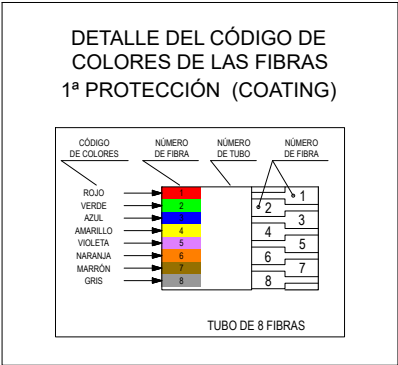 DETALLE DEL CÓDIGO DE
COLORES DE LAS FIBRAS
1ª PROTECCIÓN (COATING)
CÓDIGO
DE COLORES
NÚMERO
DE FIBRA
NÚMERO
DE TUBO
NÚMERO
DE FIBRA
ROJO
VERDE
AZUL
AMARILLO
VIOLETA
NARANJA
MARRÓN
GRIS
1
2
3
4
5
6
7
8
1
2
3
4
5
6
7
8
TUBO DE 8 FIBRAS